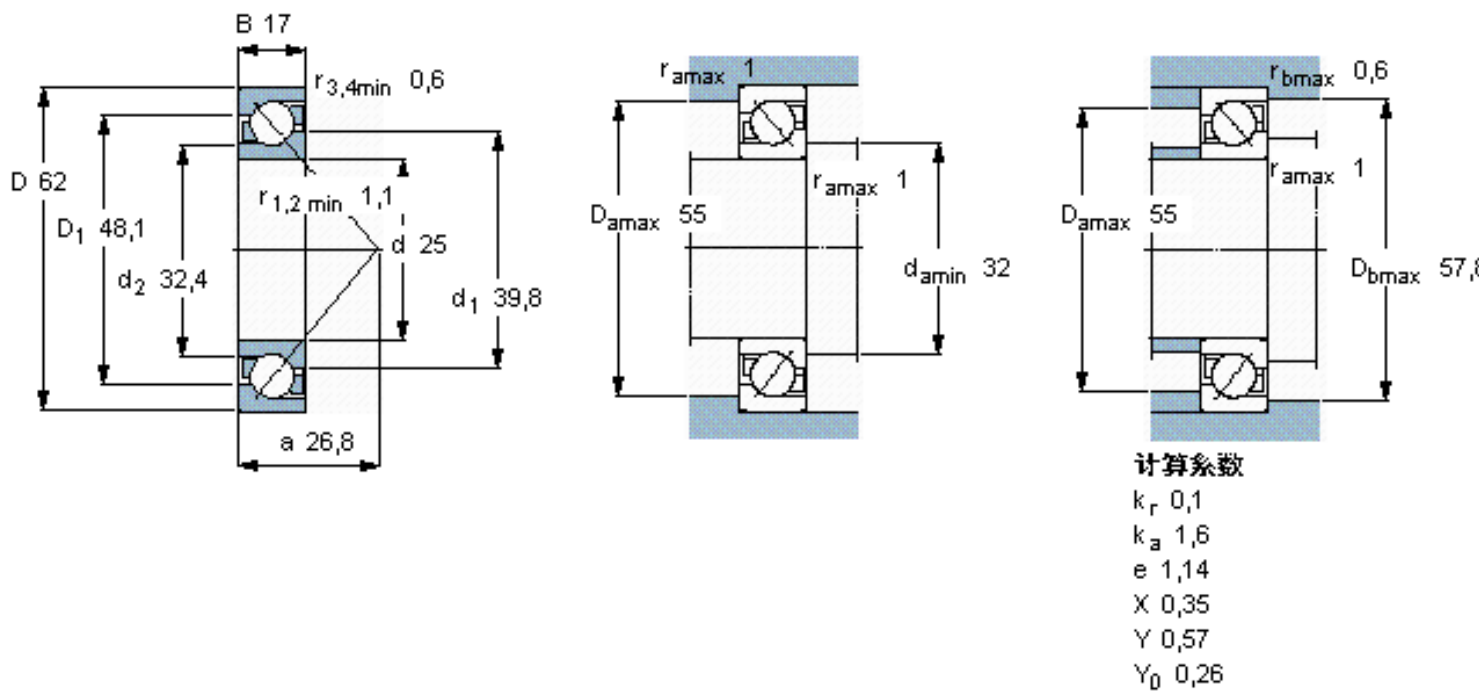 B 17
r3,4min 0,6
D 62
D1 48,1
d2 32,4
r1,2 min 1,1
d 25
d1 39,8
a 26,8
ramax 1
ramax 1
Damax 55
damin 32
rbmax 0,6
ramax 1
Damax 55
Dbmax 57,8
计算系数
kr 0,1
ka 1,6
e 1,14
X 0,35
Y 0,57
Y0 0,26